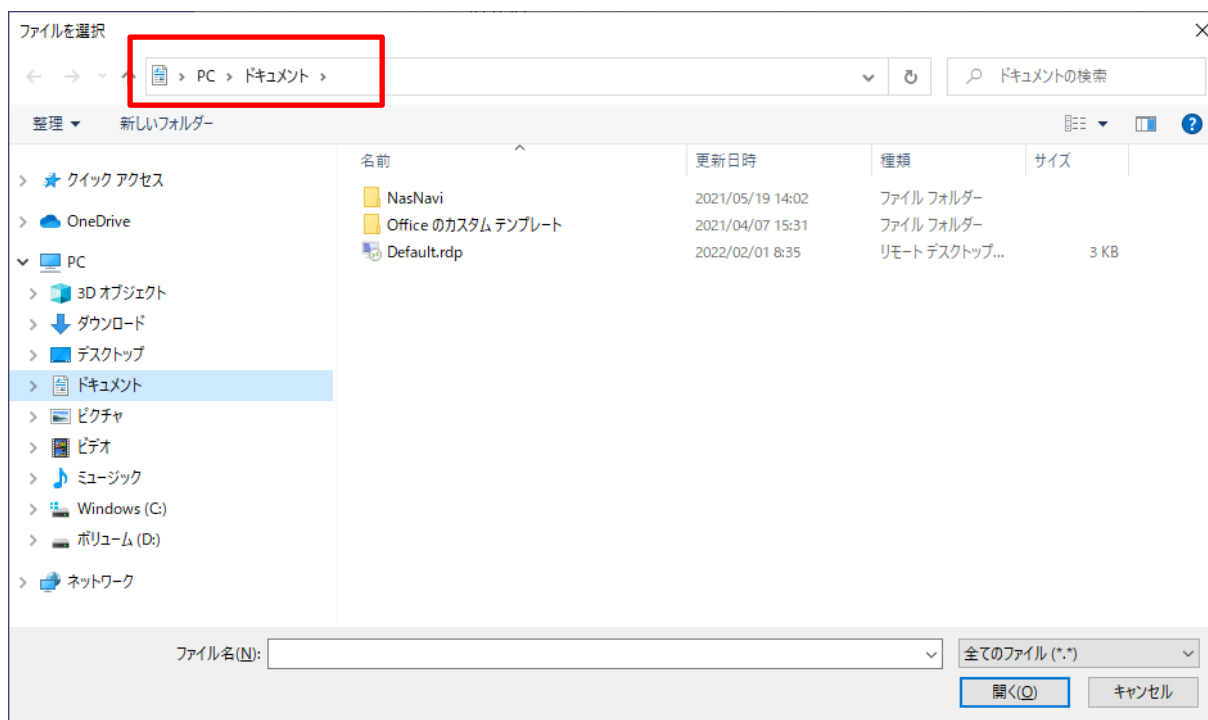 ファイルを選択
PC › ドキュメント ›
ドキュメントの検索
整理 新しいフォルダー
名前 更新日時 種類 サイズ
クイック アクセス
OneDrive
PC
3D オブジェクト
ダウンロード
デスクトップ
ドキュメント
ピクチャ
ビデオ
ミュージック
Windows (C:)
ボリューム (D:)
ネットワーク
NasNavi 2021/05/19 14:02 ファイル フォルダー
Office のカスタム テンプレート 2021/04/07 15:31 ファイル フォルダー
Default.rdp 2022/02/01 8:35 リモート デスクトップ... 3 KB
ファイル名(N): 全てのファイル (*.*)
開く(O) キャンセル